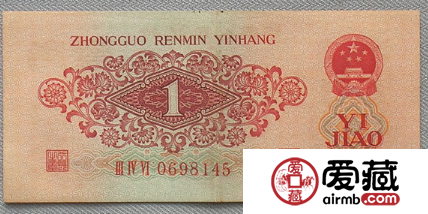 ZHONGGUO RENMIN YINHANG
1
YI
JIAO
III IV VI 0698145
爱藏
airmb.com